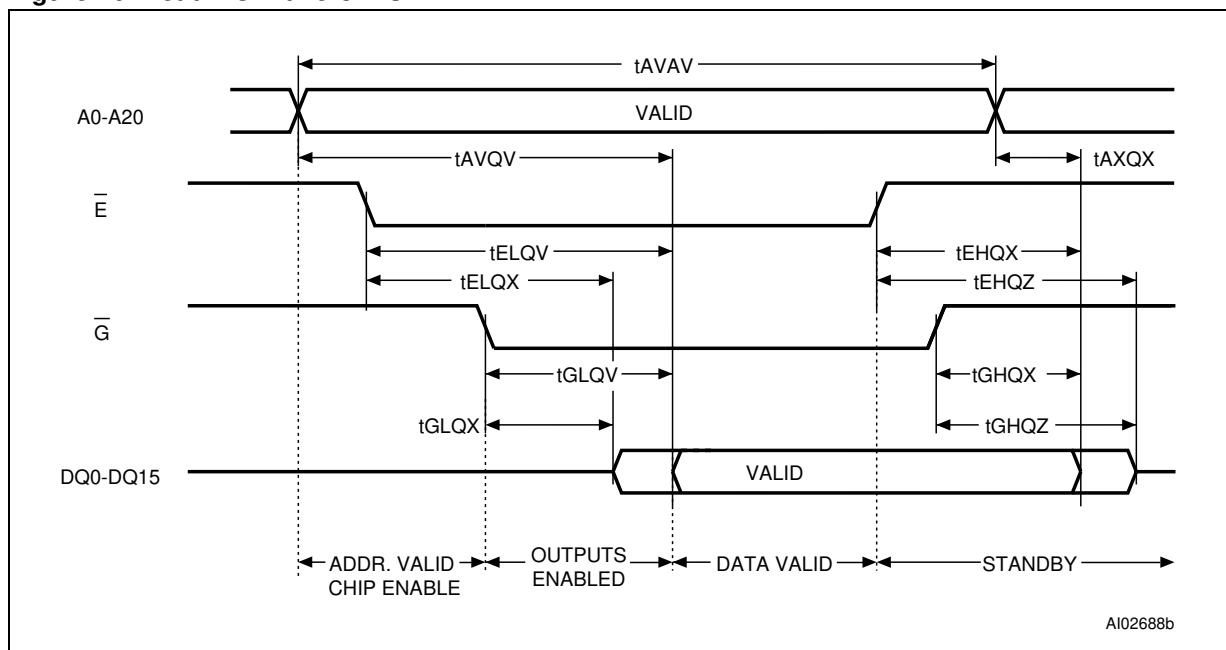 tAVAV
A0-A20
VALID
tAVQV
tAXQX
E
tELQV
tEHQX
tELQX
tEHQZ
G
tGLQV
tGHQX
tGLQX
tGHQZ
DQ0-DQ15
VALID
ADDR. VALID
CHIP ENABLE
OUTPUTS
ENABLED
DATA VALID
STANDBY
AI02688b